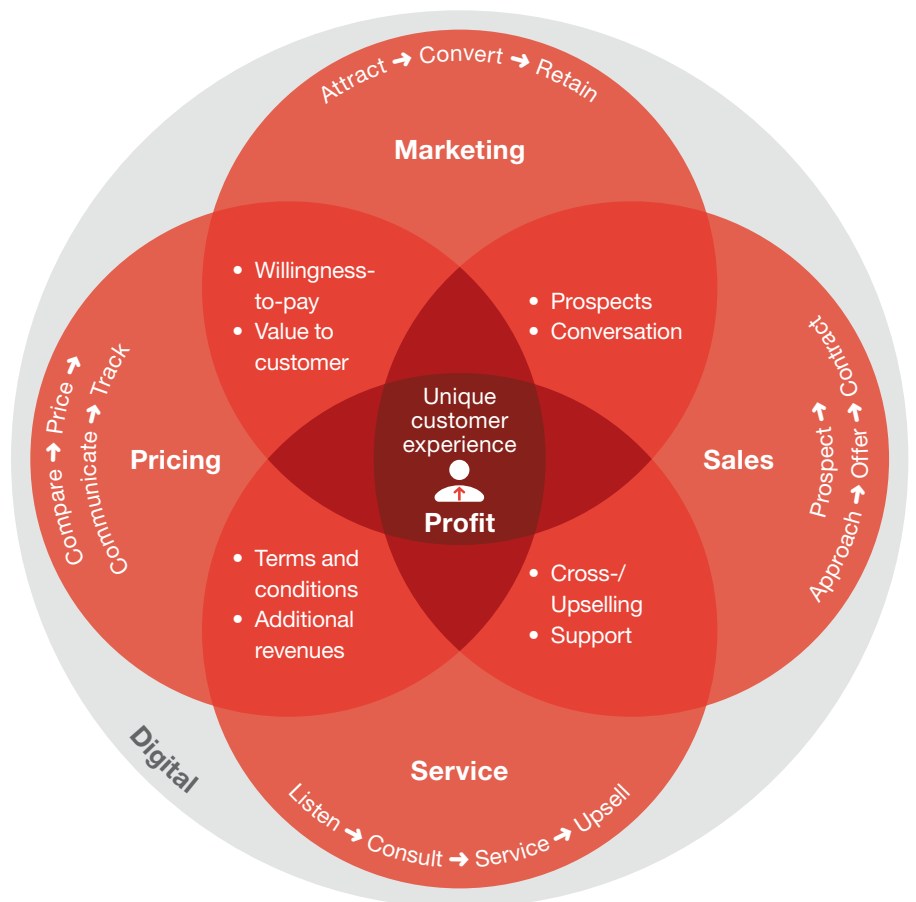 Attract ➔ Convert ➔ Retain
Marketing
• Willingness-
to-pay
• Value to
customer
• Prospects
• Conversation
Compare ➔ Price ➔
Communicate ➔ Track
Pricing
Unique
customer
experience
Profit
Sales
Prospect ➔
Approach ➔ Offer ➔ Contract
• Terms and
conditions
• Additional
revenues
• Cross-/
Upselling
• Support
Digital
Service
Listen ➔ Consult ➔ Service ➔ Upsell